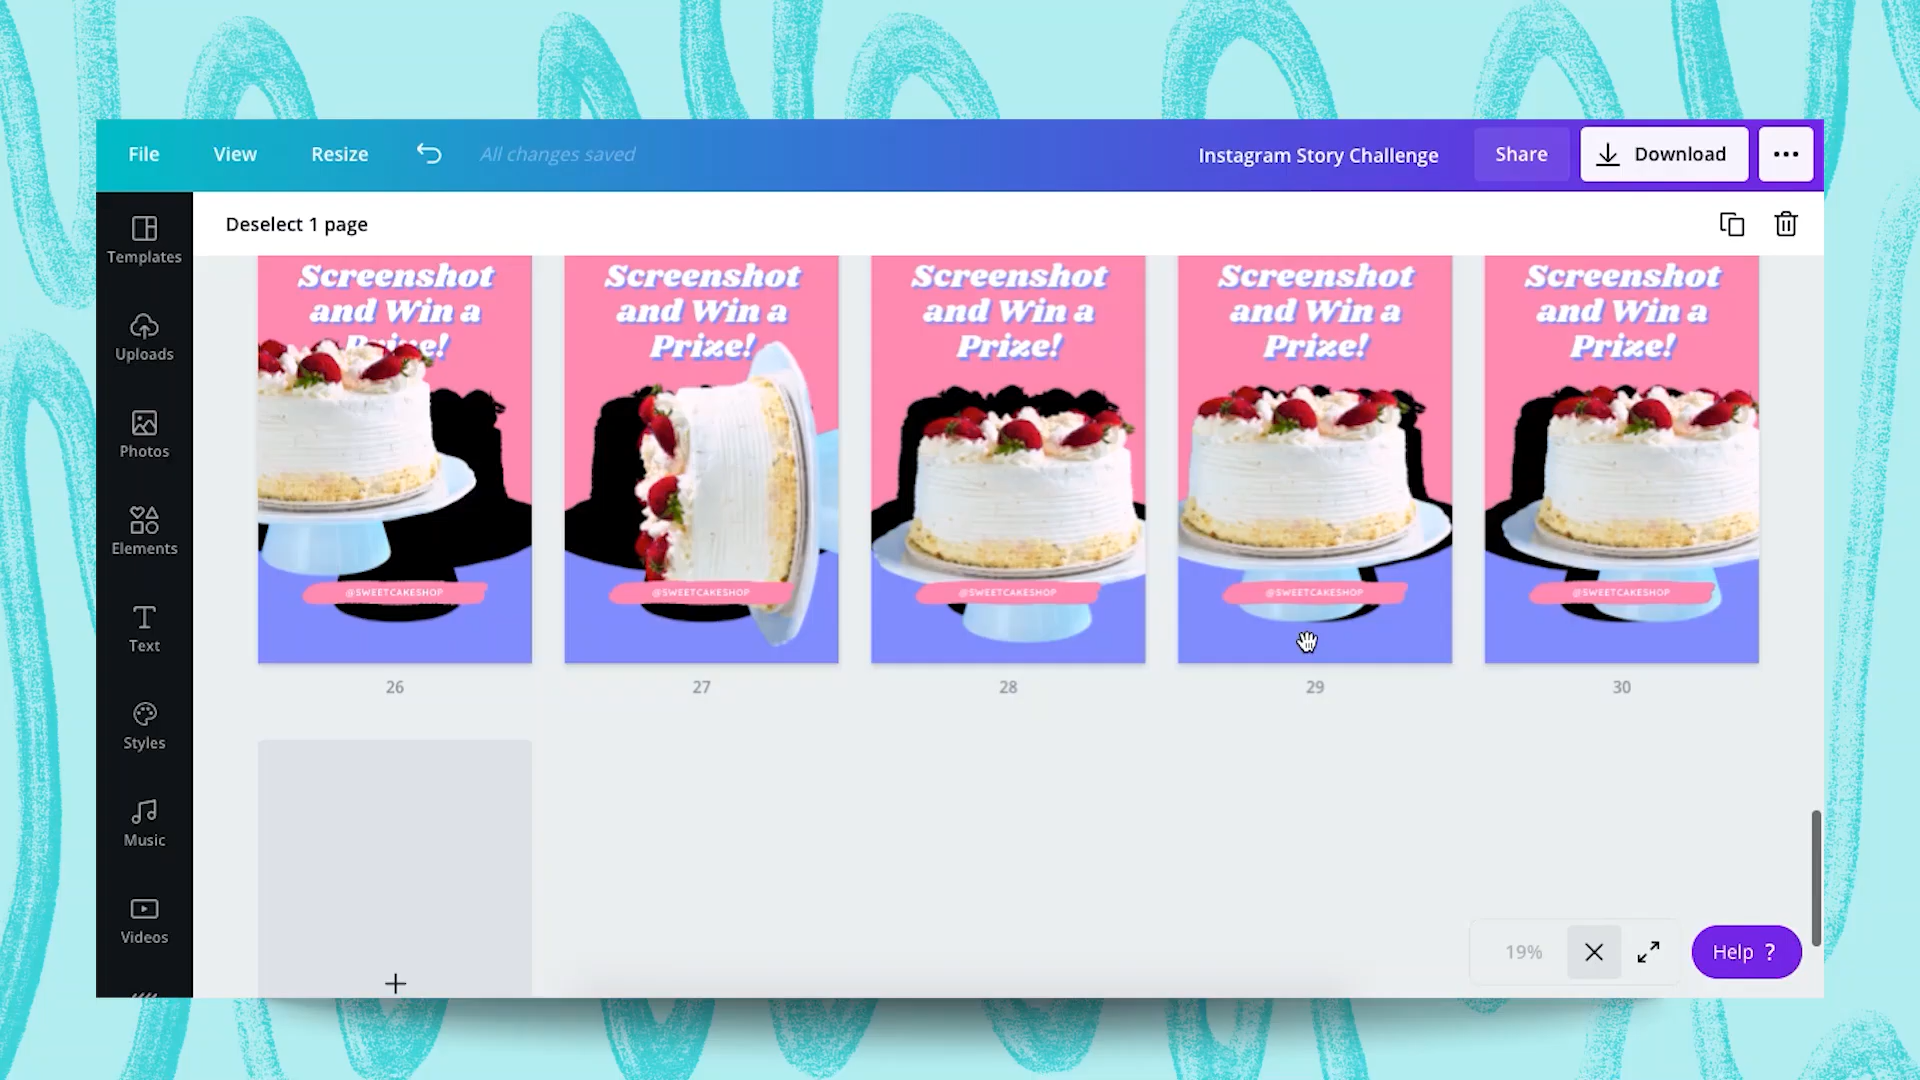 File View Resize All changes saved Instagram Story Challenge Share Download
Deselect 1 page
Templates
Uploads
Photos
Elements
Text
Styles
Music
Videos
Screenshot
and Win a
Prize!
@SWEETCAKESHOP
26
Screenshot
and Win a
Prize!
@SWEETCAKESHOP
27
Screenshot
and Win a
Prize!
@SWEETCAKESHOP
28
Screenshot
and Win a
Prize!
@SWEETCAKESHOP
29
Screenshot
and Win a
Prize!
@SWEETCAKESHOP
30
19%
Help ?